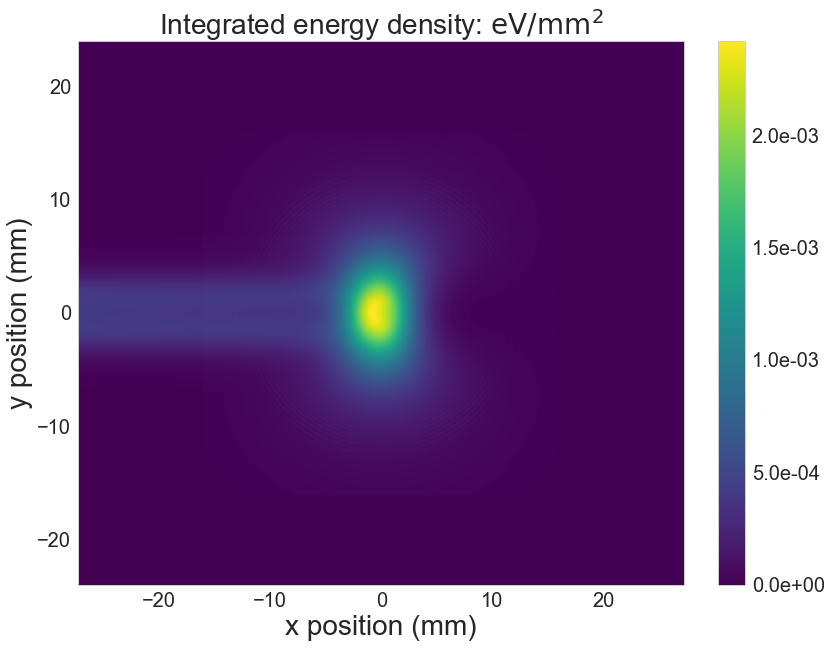 Integrated energy density: eV/mm²
20
10
0
−10
−20
y position (mm)
−20 −10 0 10 20
x position (mm)
2.0e-03
1.5e-03
1.0e-03
5.0e-04
0.0e+00